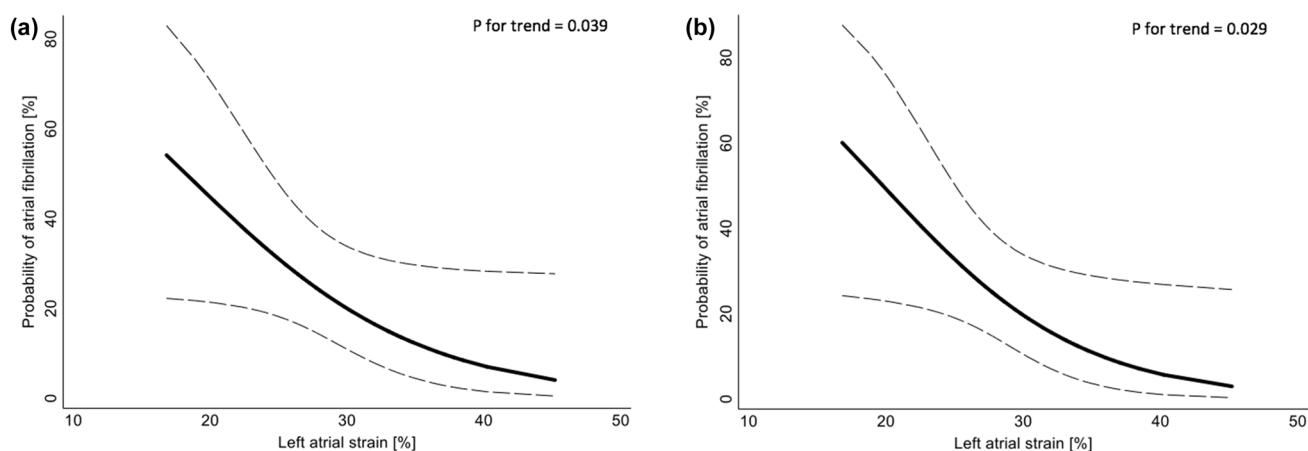 (a)
P for trend = 0.039
Probability of atrial fibrillation [%]
80
60
40
20
0
10 20 30 40 50
Left atrial strain [%]
(b)
P for trend = 0.029
Probability of atrial fibrillation [%]
80
60
40
20
0
10 20 30 40 50
Left atrial strain [%]